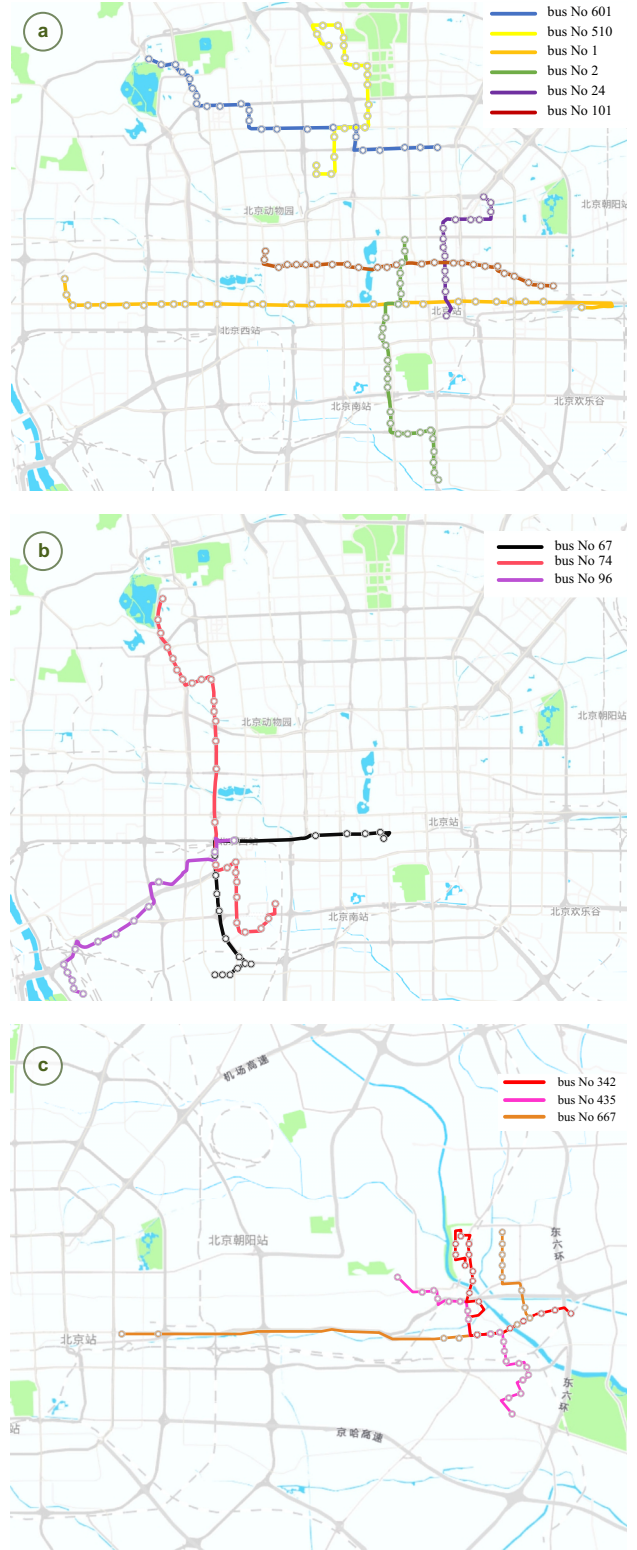 a
bus No 601
bus No 510
bus No 1
bus No 2
bus No 24
bus No 101
北京动物园
北京朝阳站
北京站
北京西站
北京南站
北京欢乐谷
b
bus No 67
bus No 74
bus No 96
北京动物园
北京朝阳站
北京站
北京南站
北京欢乐谷
c
bus No 342
bus No 435
bus No 667
机场高速
北京朝阳站
东六环
北京站
东六环
站
京哈高速